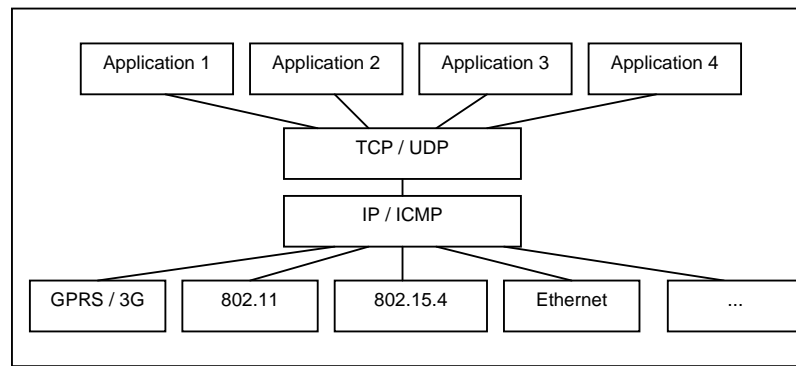 Application 1 Application 2 Application 3 Application 4
TCP / UDP
IP / ICMP
GPRS / 3G 802.11 802.15.4 Ethernet ...